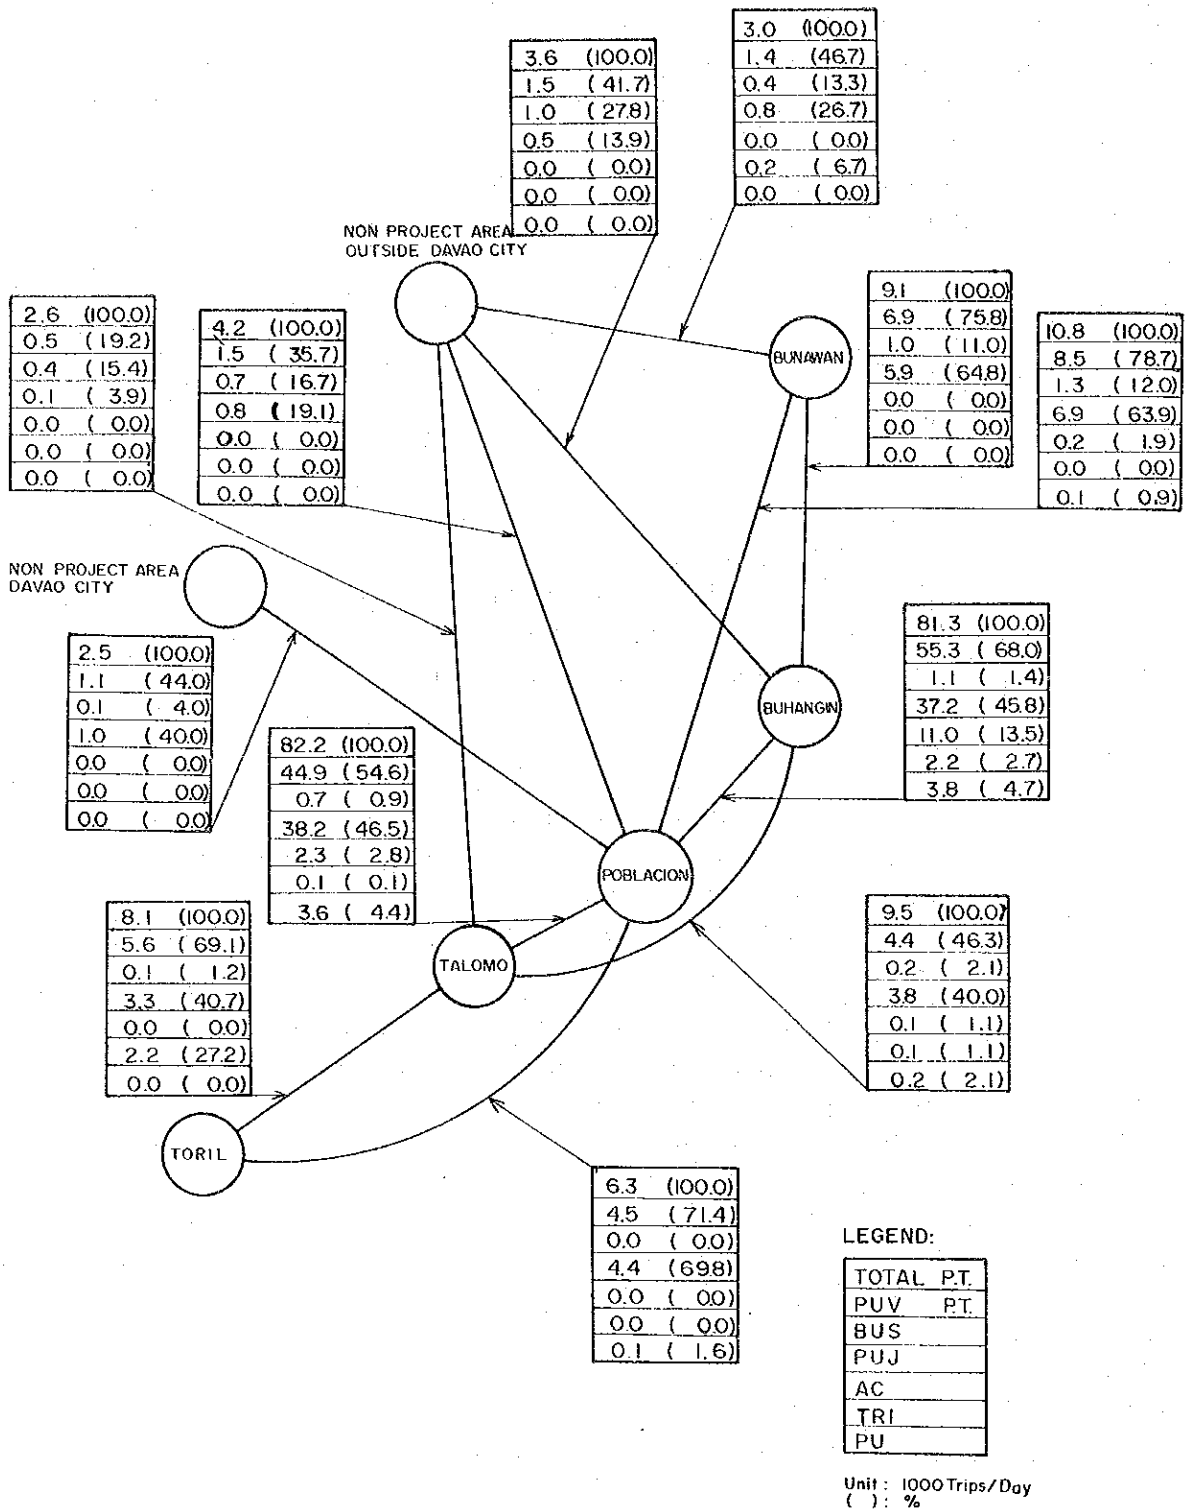 3.0 (100.0)
1.4 (46.7)
0.4 (13.3)
0.8 (26.7)
0.0 ( 0.0)
0.2 ( 6.7)
0.0 ( 0.0)
3.6 (100.0)
1.5 ( 41.7)
1.0 ( 27.8)
0.5 ( 13.9)
0.0 ( 0.0)
0.0 ( 0.0)
0.0 ( 0.0)
NON PROJECT AREA
OUTSIDE DAVAO CITY
2.6 (100.0)
0.5 ( 19.2)
0.4 ( 15.4)
0.1 ( 3.9)
0.0 ( 0.0)
0.0 ( 0.0)
0.0 ( 0.0)
4.2 (100.0)
1.5 ( 35.7)
0.7 ( 16.7)
0.8 ( 19.1)
0.0 ( 0.0)
0.0 ( 0.0)
0.0 ( 0.0)
BUNAWAN
9.1 (100.0)
6.9 ( 75.8)
1.0 ( 11.0)
5.9 (64.8)
0.0 ( 0.0)
0.0 ( 0.0)
0.0 ( 0.0)
10.8 (100.0)
8.5 ( 78.7)
1.3 ( 12.0)
6.9 ( 63.9)
0.2 ( 1.9)
0.0 ( 0.0)
0.1 ( 0.9)
NON PROJECT AREA
DAVAO CITY
2.5 (100.0)
1.1 ( 44.0)
0.1 ( 4.0)
1.0 ( 40.0)
0.0 ( 0.0)
0.0 ( 0.0)
0.0 ( 0.0)
BUHANGIN
81.3 (100.0)
55.3 ( 68.0)
1.1 ( 1.4)
37.2 ( 45.8)
11.0 ( 13.5)
2.2 ( 2.7)
3.8 ( 4.7)
82.2 (100.0)
44.9 ( 54.6)
0.7 ( 0.9)
38.2 ( 46.5)
2.3 ( 2.8)
0.1 ( 0.1)
3.6 ( 4.4)
POBLACION
8.1 (100.0)
5.6 ( 69.1)
0.1 ( 1.2)
3.3 ( 40.7)
0.0 ( 0.0)
2.2 ( 27.2)
0.0 ( 0.0)
TALOMO
9.5 (100.0)
4.4 ( 46.3)
0.2 ( 2.1)
3.8 ( 40.0)
0.1 ( 1.1)
0.1 ( 1.1)
0.2 ( 2.1)
TORIL
6.3 (100.0)
4.5 ( 71.4)
0.0 ( 0.0)
4.4 ( 69.8)
0.0 ( 0.0)
0.0 ( 0.0)
0.1 ( 1.6)
LEGEND:
TOTAL P.T.
PUV P.T.
BUS
PUJ
AC
TRI
PU
Unit : 1000 Trips/Day
( ) : %